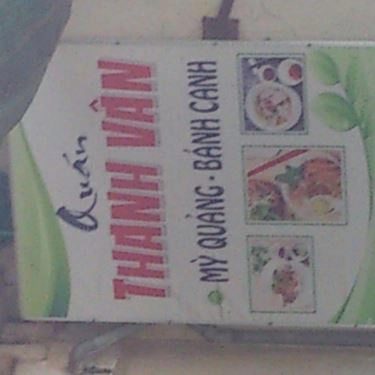 Quán
THANH VÂN
MỲ QUẢNG - BÁNH CANH